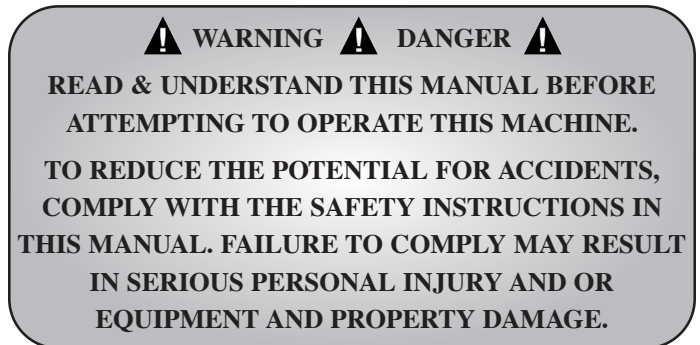 WARNING DANGER
READ & UNDERSTAND THIS MANUAL BEFORE
ATTEMPTING TO OPERATE THIS MACHINE.
TO REDUCE THE POTENTIAL FOR ACCIDENTS,
COMPLY WITH THE SAFETY INSTRUCTIONS IN
THIS MANUAL. FAILURE TO COMPLY MAY RESULT
IN SERIOUS PERSONAL INJURY AND OR
EQUIPMENT AND PROPERTY DAMAGE.